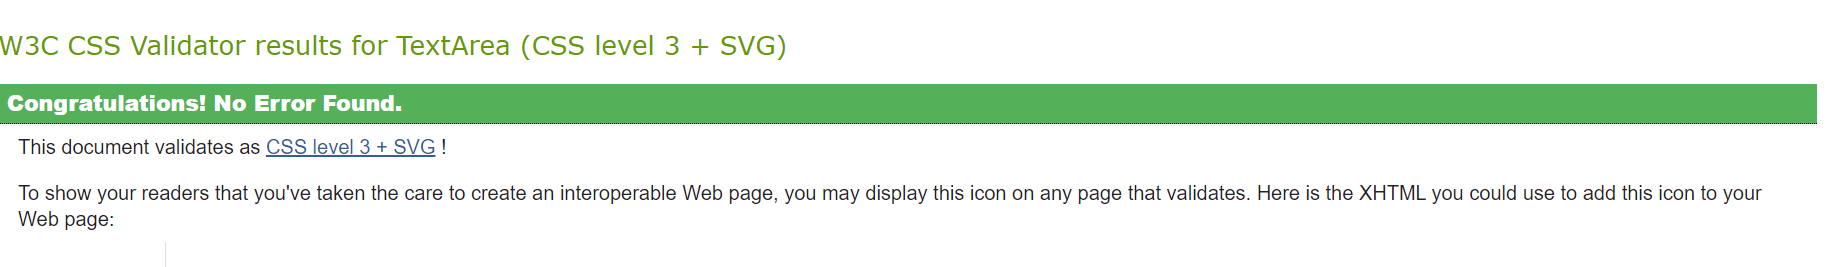 W3C CSS Validator results for TextArea (CSS level 3 + SVG)
Congratulations! No Error Found.
This document validates as CSS level 3 + SVG !
To show your readers that you've taken the care to create an interoperable Web page, you may display this icon on any page that validates. Here is the XHTML you could use to add this icon to your
Web page: